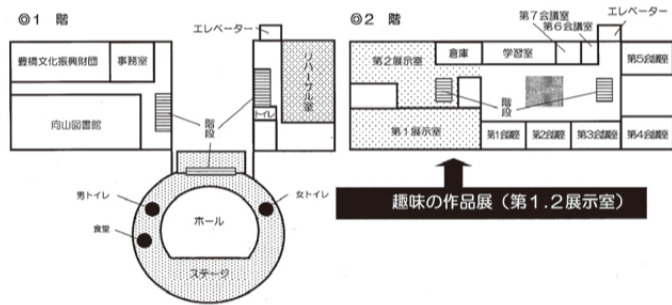 ◎1 階
エレベーター
豊橋文化振興財団
事務室
リハーサル室
トイレ
階段
向山図書館
男トイレ
女トイレ
食堂
ホール
ステージ
◎2 階
第7会議室
第6会議室
エレベーター
第2展示室
倉庫
学習室
第5会議室
階段
第1展示室
第1会議室
第2会議室
第3会議室
第4会議室
趣味の作品展（第1.2展示室）